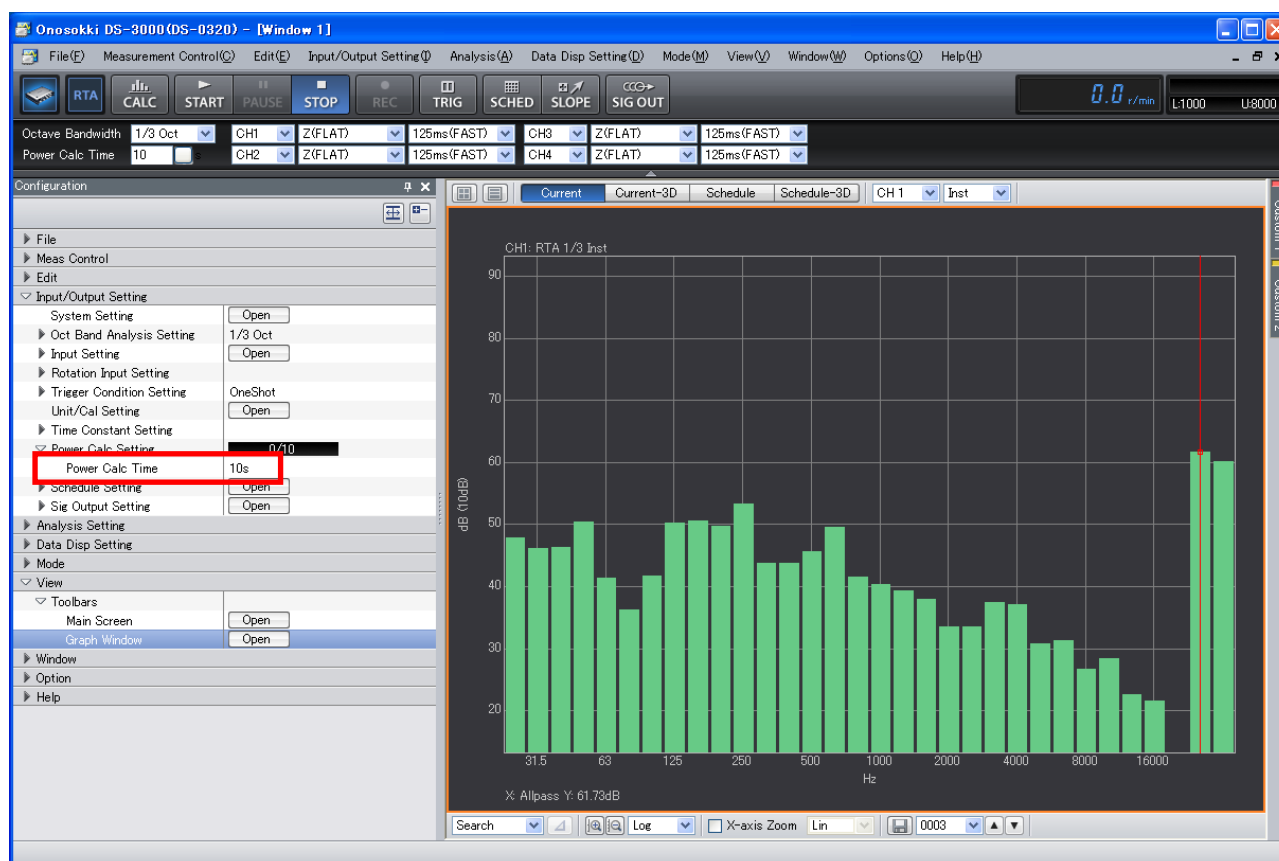 Onosokki DS-3000(DS-0320) - [Window 1]
File(F) Measurement Control(C) Edit(E) Input/Output Setting(I) Analysis(A) Data Disp Setting(D) Mode(M) View(V) Window(W) Options(O) Help(H)
RTA CALC START PAUSE STOP REC TRIG SCHED SLOPE SIG OUT 0.0 r/min L:1000 U:8000
Octave Bandwidth 1/3 Oct CH1 Z(FLAT) 125ms(FAST) CH3 Z(FLAT) 125ms(FAST)
Power Calc Time 10 s CH2 Z(FLAT) 125ms(FAST) CH4 Z(FLAT) 125ms(FAST)
Configuration
File
Meas Control
Edit
Input/Output Setting
System Setting Open
Oct Band Analysis Setting 1/3 Oct
Input Setting Open
Rotation Input Setting
Trigger Condition Setting OneShot
Unit/Cal Setting Open
Time Constant Setting
Power Calc Setting 0/10
Power Calc Time 10s
Schedule Setting Open
Sig Output Setting Open
Analysis Setting
Data Disp Setting
Mode
View
Toolbars
Main Screen Open
Graph Window Open
Window
Option
Help
Current Current-3D Schedule Schedule-3D CH 1 Inst
CH1: RTA 1/3 Inst
90
80
70
60
50
40
30
20
dB (10dB)
31.5 63 125 250 500 1000 2000 4000 8000 16000
Hz
X: Allpass Y: 61.73dB
Search Log X-axis Zoom Lin 0003
Custom 1
Custom 2